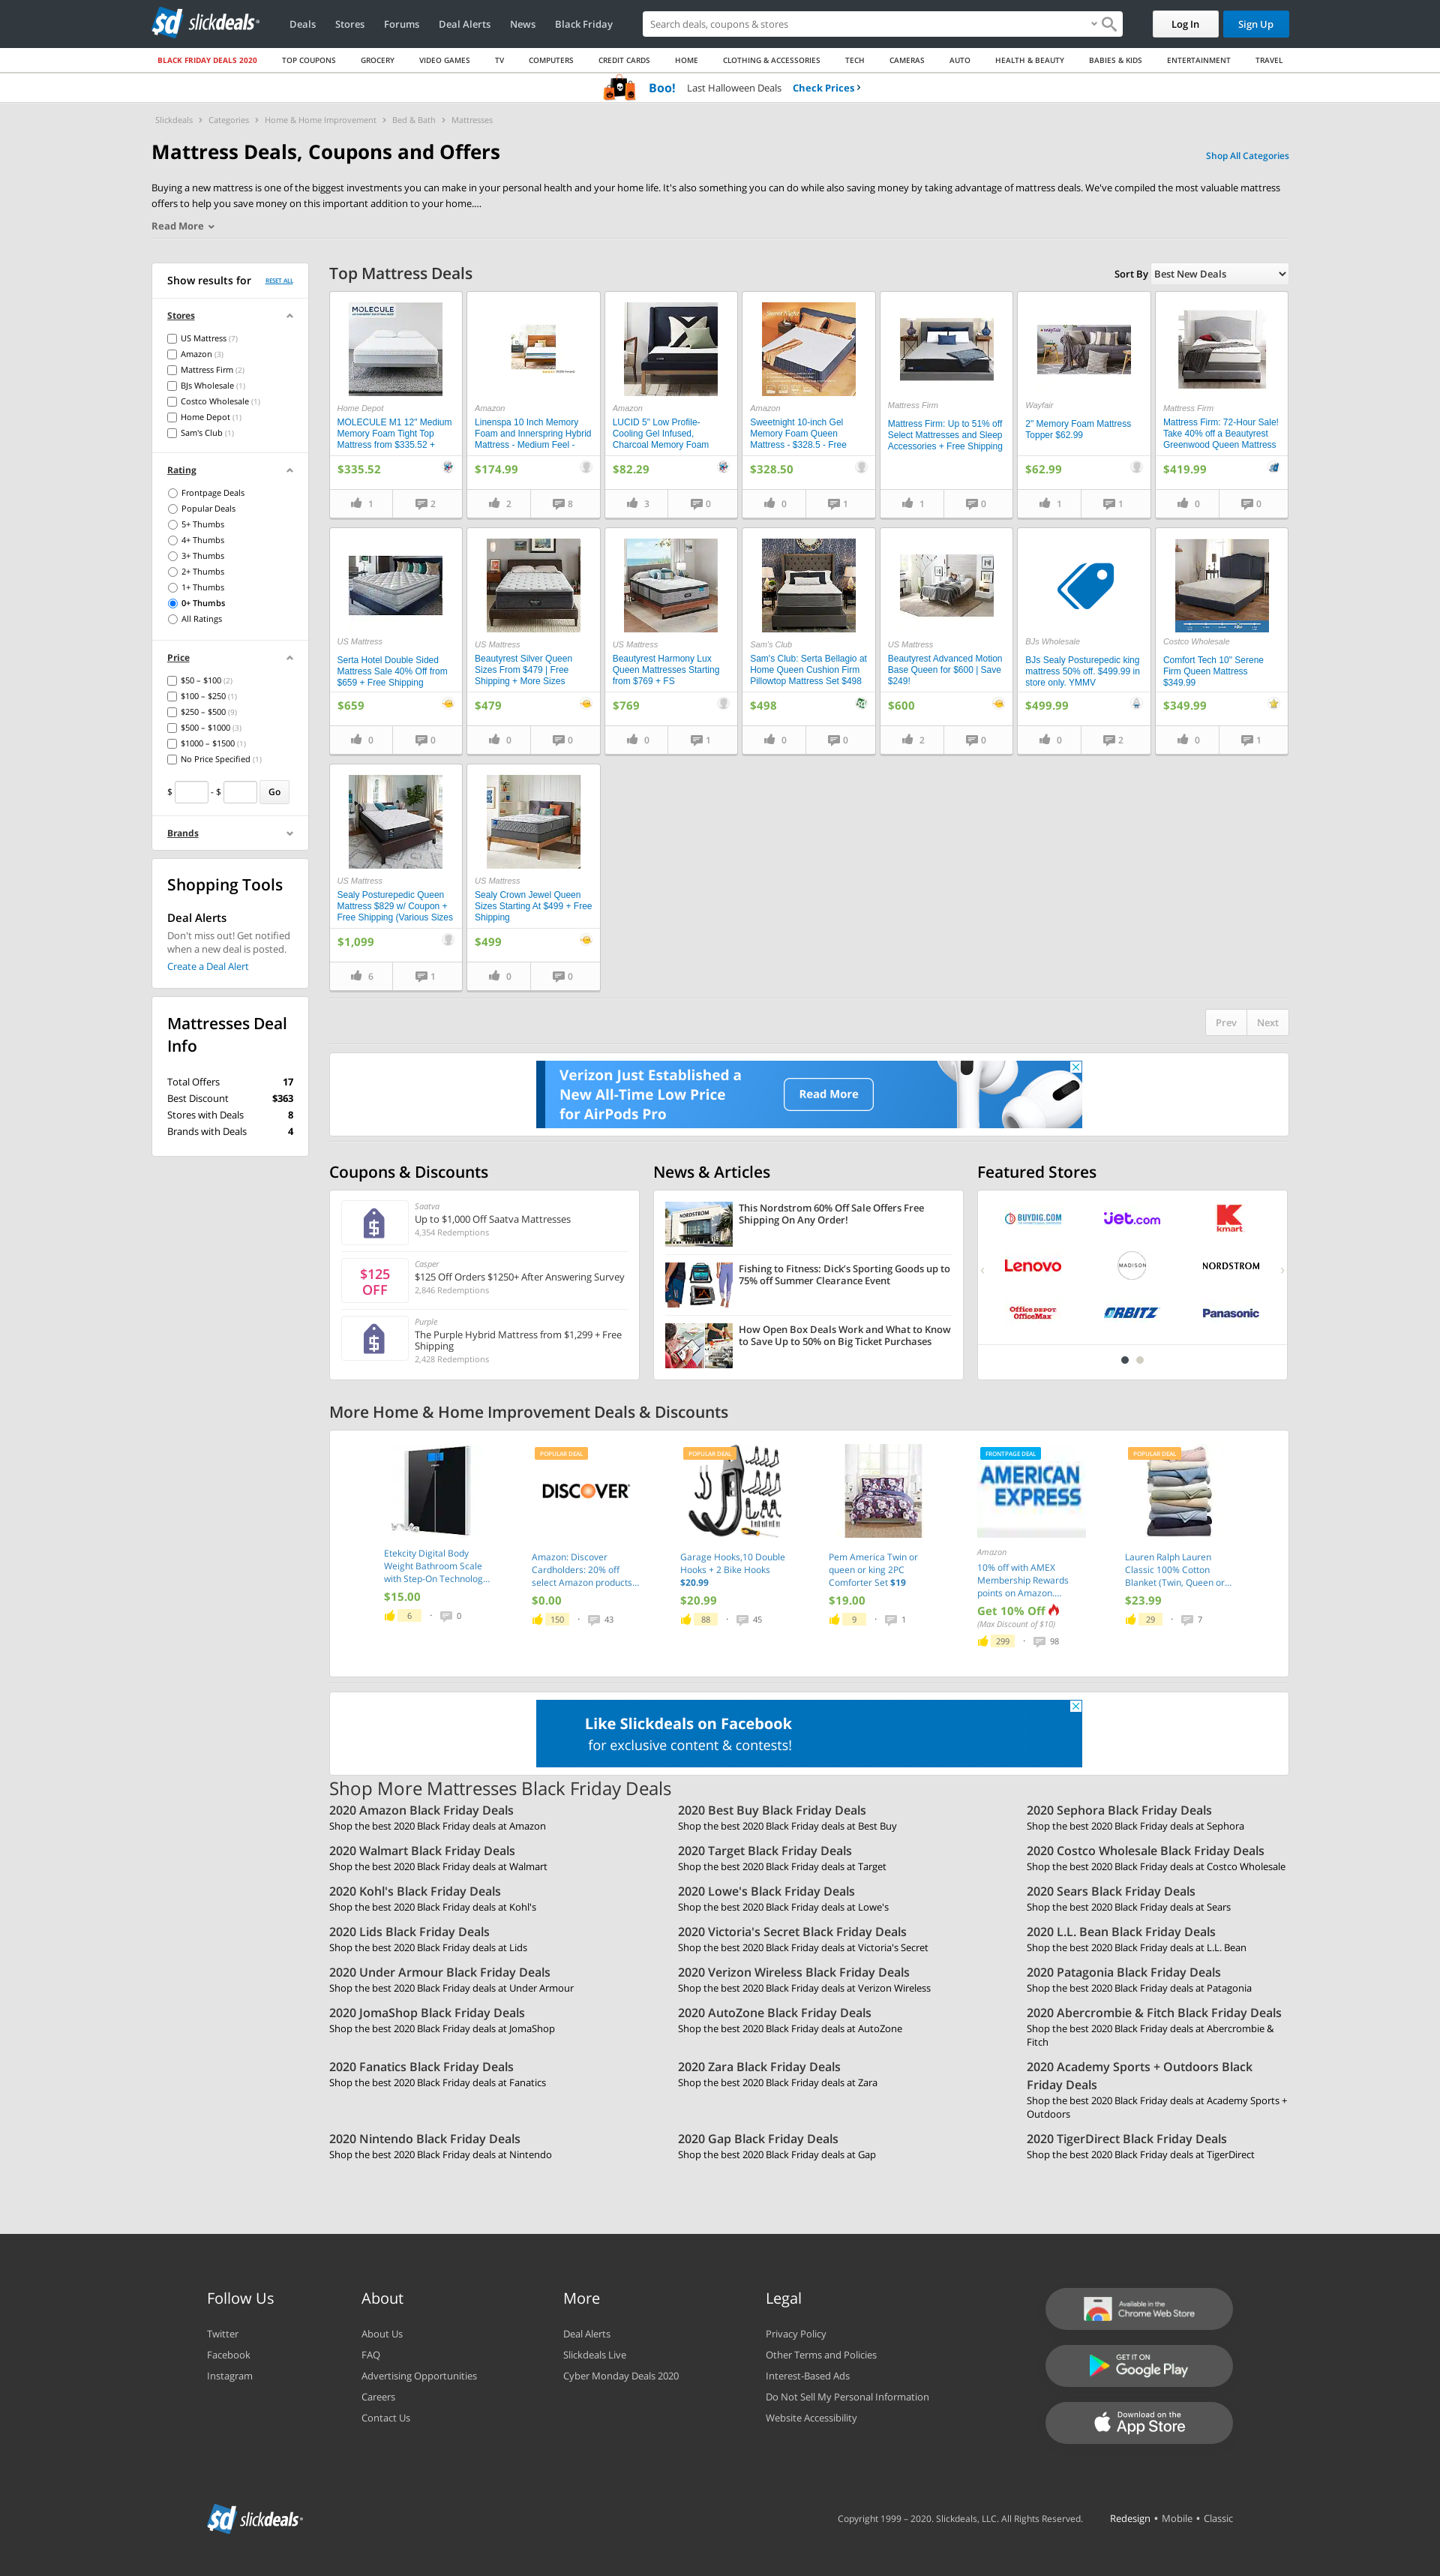 slickdeals
Deals
Stores
Forums
Deal Alerts
News
Black Friday
Search deals, coupons & stores
Log In
Sign Up
BLACK FRIDAY DEALS 2020
TOP COUPONS
GROCERY
VIDEO GAMES
TV
COMPUTERS
CREDIT CARDS
HOME
CLOTHING & ACCESSORIES
TECH
CAMERAS
AUTO
HEALTH & BEAUTY
BABIES & KIDS
ENTERTAINMENT
TRAVEL
Boo! Last Halloween Deals Check Prices ›
Slickdeals › Categories › Home & Home Improvement › Bed & Bath › Mattresses
Mattress Deals, Coupons and Offers
Shop All Categories
Buying a new mattress is one of the biggest investments you can make in your personal health and your home life. It's also something you can do while also saving money by taking advantage of mattress deals. We've compiled the most valuable mattress
offers to help you save money on this important addition to your home....
Read More
Show results for RESET ALL
Stores
US Mattress (7)
Amazon (3)
Mattress Firm (2)
BJs Wholesale (1)
Costco Wholesale (1)
Home Depot (1)
Sam's Club (1)
Rating
Frontpage Deals
Popular Deals
5+ Thumbs
4+ Thumbs
3+ Thumbs
2+ Thumbs
1+ Thumbs
0+ Thumbs
All Ratings
Price
$50 – $100 (2)
$100 – $250 (1)
$250 – $500 (9)
$500 – $1000 (3)
$1000 – $1500 (1)
No Price Specified (1)
$ - $ Go
Brands
Shopping Tools
Deal Alerts
Don't miss out! Get notified
when a new deal is posted.
Create a Deal Alert
Mattresses Deal
Info
Total Offers 17
Best Discount $363
Stores with Deals 8
Brands with Deals 4
Top Mattress Deals
Sort By Best New Deals
MOLECULE
Home Depot
MOLECULE M1 12" Medium
Memory Foam Tight Top
Mattress from $335.52 +
$335.52
1 2
Amazon
Linenspa 10 Inch Memory
Foam and Innerspring Hybrid
Mattress - Medium Feel -
$174.99
2 8
Amazon
LUCID 5" Low Profile-
Cooling Gel Infused,
Charcoal Memory Foam
$82.29
3 0
Sweet Night
Amazon
Sweetnight 10-inch Gel
Memory Foam Queen
Mattress - $328.5 - Free
$328.50
0 1
Mattress Firm
Mattress Firm: Up to 51% off
Select Mattresses and Sleep
Accessories + Free Shipping
1 0
wayfair
Wayfair
2" Memory Foam Mattress
Topper $62.99
$62.99
1 1
Mattress Firm
Mattress Firm: 72-Hour Sale!
Take 40% off a Beautyrest
Greenwood Queen Mattress
$419.99
0 0
US Mattress
Serta Hotel Double Sided
Mattress Sale 40% Off from
$659 + Free Shipping
$659
0 0
US Mattress
Beautyrest Silver Queen
Sizes From $479 | Free
Shipping + More Sizes
$479
0 0
US Mattress
Beautyrest Harmony Lux
Queen Mattresses Starting
from $769 + FS
$769
0 1
Sam's Club
Sam's Club: Serta Bellagio at
Home Queen Cushion Firm
Pillowtop Mattress Set $498
$498
0 0
US Mattress
Beautyrest Advanced Motion
Base Queen for $600 | Save
$249!
$600
2 0
BJs Wholesale
BJs Sealy Posturepedic king
mattress 50% off. $499.99 in
store only. YMMV
$499.99
0 2
Costco Wholesale
Comfort Tech 10" Serene
Firm Queen Mattress
$349.99
$349.99
0 1
US Mattress
Sealy Posturepedic Queen
Mattress $829 w/ Coupon +
Free Shipping (Various Sizes
$1,099
6 1
US Mattress
Sealy Crown Jewel Queen
Sizes Starting At $499 + Free
Shipping
$499
0 0
Prev Next
Verizon Just Established a
New All-Time Low Price
for AirPods Pro
Read More
Coupons & Discounts
Saatva
Up to $1,000 Off Saatva Mattresses
4,354 Redemptions
$125
OFF
Casper
$125 Off Orders $1250+ After Answering Survey
2,846 Redemptions
Purple
The Purple Hybrid Mattress from $1,299 + Free
Shipping
2,428 Redemptions
News & Articles
NORDSTROM
This Nordstrom 60% Off Sale Offers Free
Shipping On Any Order!
Fishing to Fitness: Dick's Sporting Goods up to
75% off Summer Clearance Event
How Open Box Deals Work and What to Know
to Save Up to 50% on Big Ticket Purchases
Featured Stores
BUYDIG.COM
jet.com
kmart
Lenovo
MADISON
NORDSTROM
Office DEPOT
OfficeMax
ORBITZ
Panasonic
More Home & Home Improvement Deals & Discounts
Etekcity Digital Body
Weight Bathroom Scale
with Step-On Technolog...
$15.00
6 · 0
POPULAR DEAL
DISCOVER
Amazon: Discover
Cardholders: 20% off
select Amazon products...
$0.00
150 · 43
POPULAR DEAL
Garage Hooks,10 Double
Hooks + 2 Bike Hooks
$20.99
$20.99
88 · 45
Pem America Twin or
queen or king 2PC
Comforter Set $19
$19.00
9 · 1
FRONTPAGE DEAL
AMERICAN
EXPRESS
Amazon
10% off with AMEX
Membership Rewards
points on Amazon....
Get 10% Off
(Max Discount of $10)
299 · 98
POPULAR DEAL
Lauren Ralph Lauren
Classic 100% Cotton
Blanket (Twin, Queen or...
$23.99
29 · 7
Like Slickdeals on Facebook
for exclusive content & contests!
Shop More Mattresses Black Friday Deals
2020 Amazon Black Friday Deals
Shop the best 2020 Black Friday deals at Amazon
2020 Best Buy Black Friday Deals
Shop the best 2020 Black Friday deals at Best Buy
2020 Sephora Black Friday Deals
Shop the best 2020 Black Friday deals at Sephora
2020 Walmart Black Friday Deals
Shop the best 2020 Black Friday deals at Walmart
2020 Target Black Friday Deals
Shop the best 2020 Black Friday deals at Target
2020 Costco Wholesale Black Friday Deals
Shop the best 2020 Black Friday deals at Costco Wholesale
2020 Kohl's Black Friday Deals
Shop the best 2020 Black Friday deals at Kohl's
2020 Lowe's Black Friday Deals
Shop the best 2020 Black Friday deals at Lowe's
2020 Sears Black Friday Deals
Shop the best 2020 Black Friday deals at Sears
2020 Lids Black Friday Deals
Shop the best 2020 Black Friday deals at Lids
2020 Victoria's Secret Black Friday Deals
Shop the best 2020 Black Friday deals at Victoria's Secret
2020 L.L. Bean Black Friday Deals
Shop the best 2020 Black Friday deals at L.L. Bean
2020 Under Armour Black Friday Deals
Shop the best 2020 Black Friday deals at Under Armour
2020 Verizon Wireless Black Friday Deals
Shop the best 2020 Black Friday deals at Verizon Wireless
2020 Patagonia Black Friday Deals
Shop the best 2020 Black Friday deals at Patagonia
2020 JomaShop Black Friday Deals
Shop the best 2020 Black Friday deals at JomaShop
2020 AutoZone Black Friday Deals
Shop the best 2020 Black Friday deals at AutoZone
2020 Abercrombie & Fitch Black Friday Deals
Shop the best 2020 Black Friday deals at Abercrombie &
Fitch
2020 Fanatics Black Friday Deals
Shop the best 2020 Black Friday deals at Fanatics
2020 Zara Black Friday Deals
Shop the best 2020 Black Friday deals at Zara
2020 Academy Sports + Outdoors Black
Friday Deals
Shop the best 2020 Black Friday deals at Academy Sports +
Outdoors
2020 Nintendo Black Friday Deals
Shop the best 2020 Black Friday deals at Nintendo
2020 Gap Black Friday Deals
Shop the best 2020 Black Friday deals at Gap
2020 TigerDirect Black Friday Deals
Shop the best 2020 Black Friday deals at TigerDirect
Follow Us
Twitter
Facebook
Instagram
About
About Us
FAQ
Advertising Opportunities
Careers
Contact Us
More
Deal Alerts
Slickdeals Live
Cyber Monday Deals 2020
Legal
Privacy Policy
Other Terms and Policies
Interest-Based Ads
Do Not Sell My Personal Information
Website Accessibility
Available in the
Chrome Web Store
GET IT ON
Google Play
Download on the
App Store
slickdeals
Copyright 1999 – 2020. Slickdeals, LLC. All Rights Reserved.
Redesign • Mobile • Classic